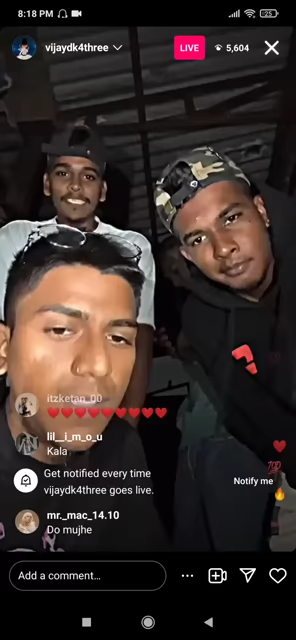 8:18 PM
25
vijaydk4three
LIVE
5,604
itzketan_00
❤️❤️❤️❤️❤️❤️❤️❤️❤️
lil_i_m_o_u
Kala
Get notified every time
vijaydk4three goes live.
💯
Notify me
mr._mac_14.10
Do mujhe
Add a comment...